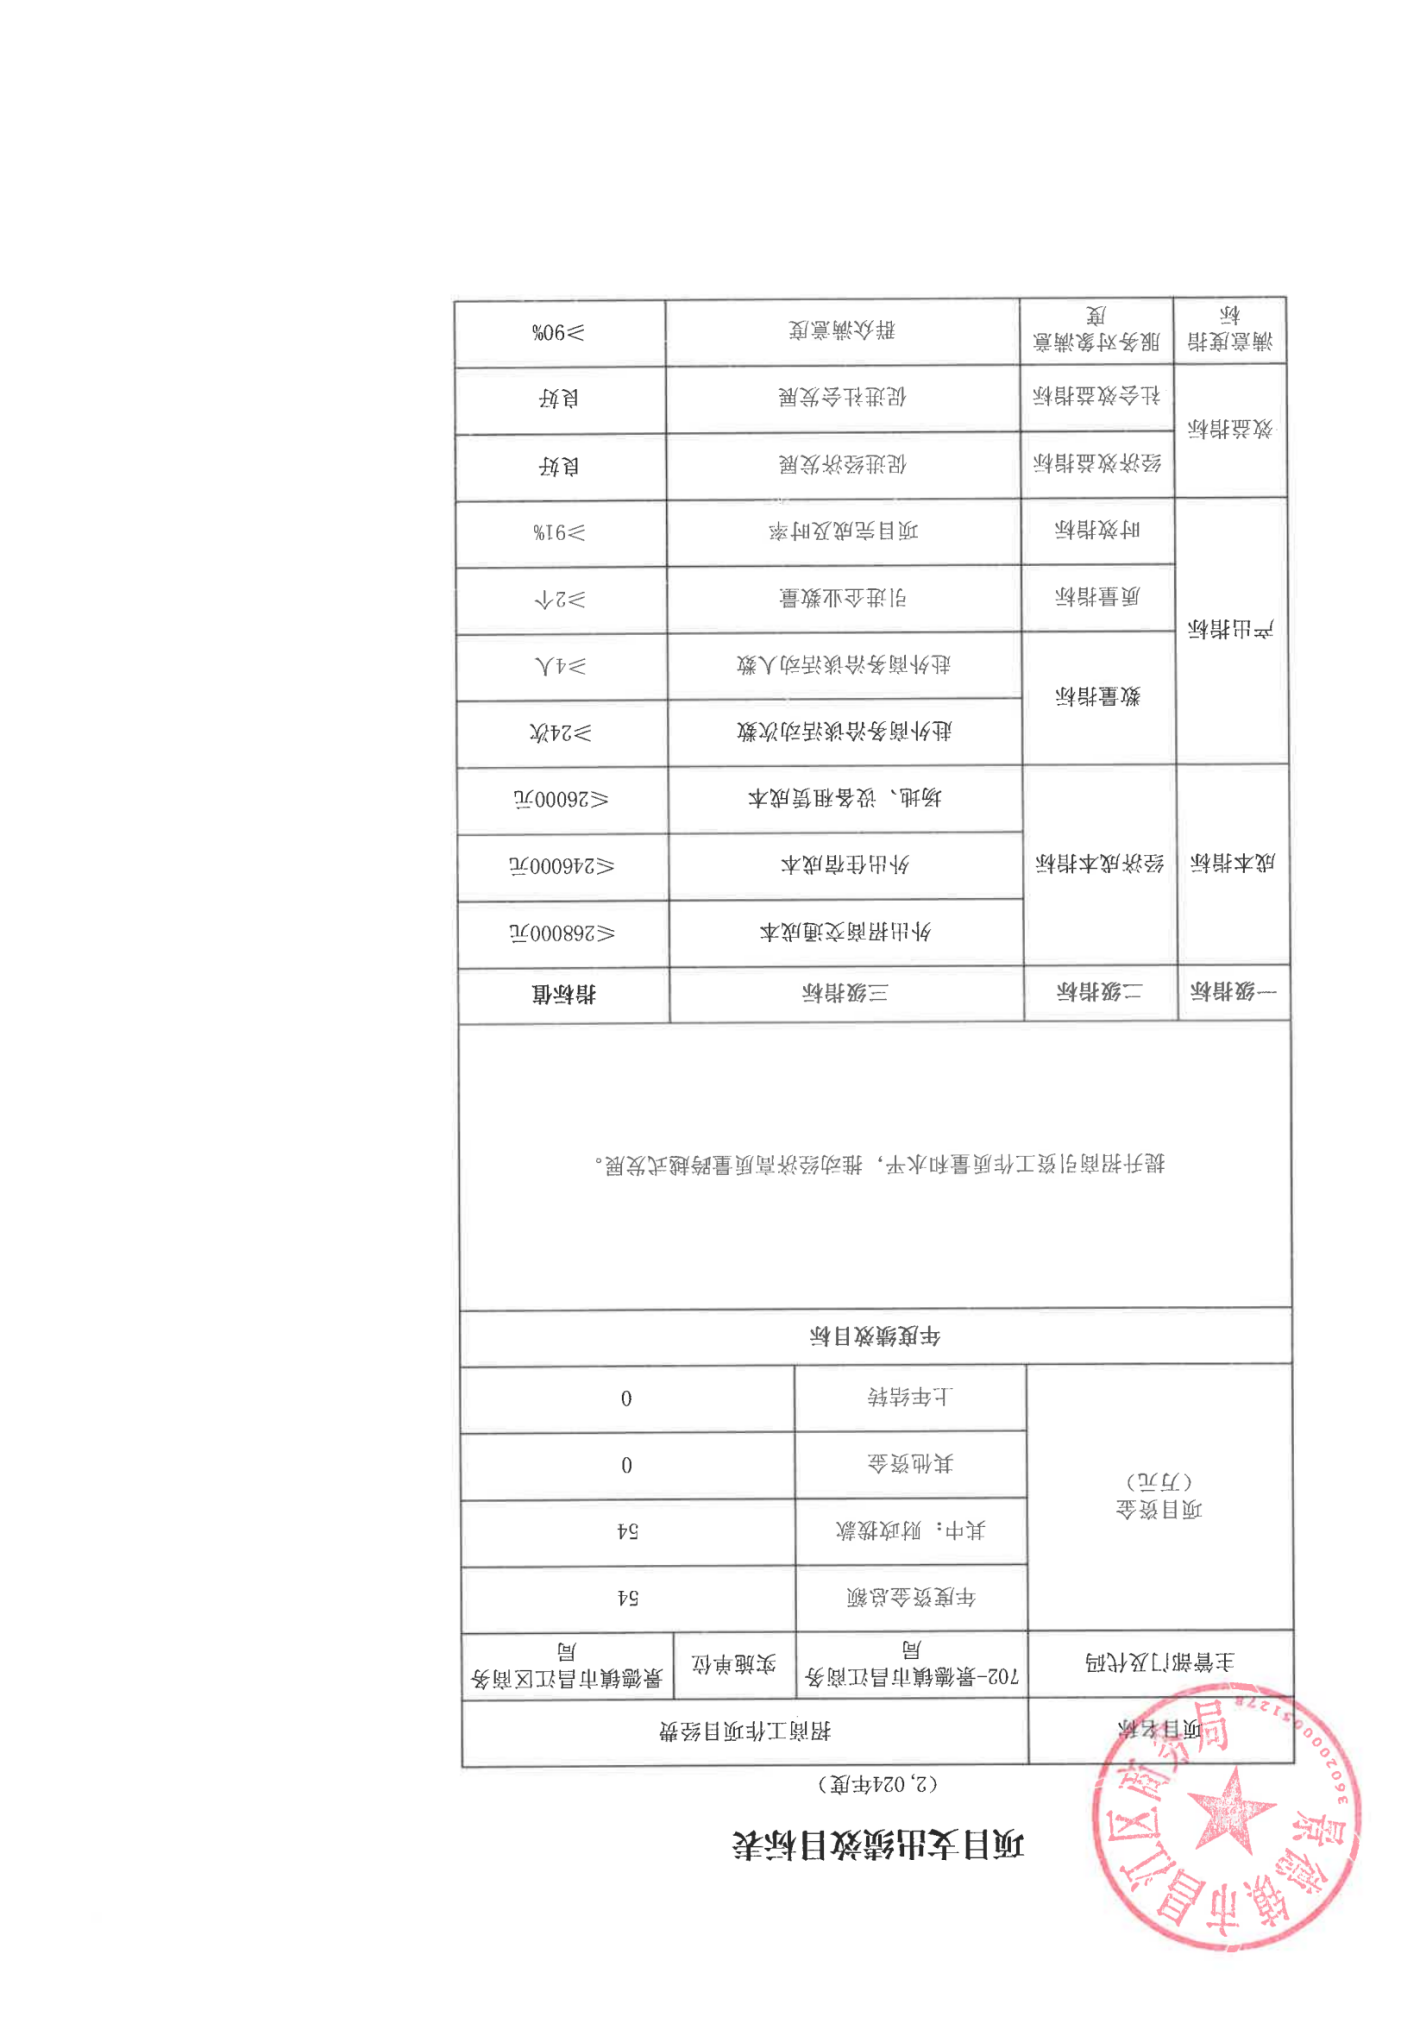 项目支出绩效目标表
（2,024年度）
项目名称 招商工作项目经费
主管部门及代码 702-景德镇市昌江商务局 实施单位 景德镇市昌江区商务局
项目资金
（万元）
年度资金总额 54
其中：财政拨款 54
其他资金 0
上年结转 0
年度绩效目标
提升招商引资工作质量和水平，推动经济高质量跨越式发展。
一级指标 二级指标 三级指标 指标值
成本指标 经济成本指标 外出招商交通成本 ≤268000元
外出住宿成本 ≤246000元
场地、设备租赁成本 ≤26000元
产出指标 数量指标 赴外商务洽谈活动次数 ≥24次
赴外商务洽谈活动人数 ≥4人
质量指标 引进企业数量 ≥2个
时效指标 项目完成及时率 ≥91%
效益指标 经济效益指标 促进经济发展 良好
社会效益指标 促进社会发展 良好
满意度指标 服务对象满意度 群众满意度 ≥90%
景德镇市昌江区商务局
3602000051278